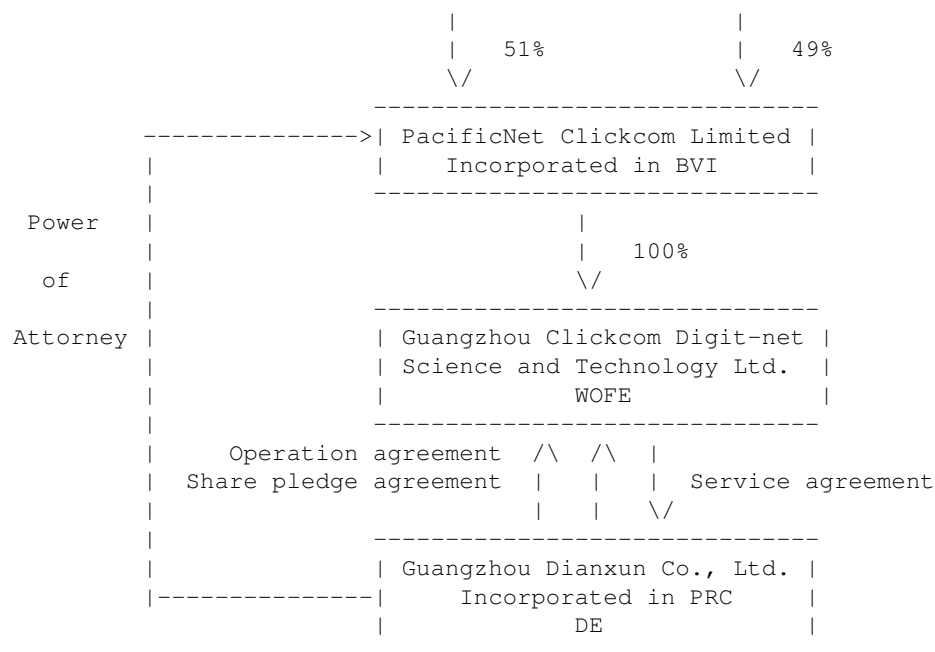 51% 49%
PacificNet Clickcom Limited
Incorporated in BVI
Power
100%
of
Attorney
Guangzhou Clickcom Digit-net
Science and Technology Ltd.
WOFE
Operation agreement
Share pledge agreement Service agreement
Guangzhou Dianxun Co., Ltd.
Incorporated in PRC
DE